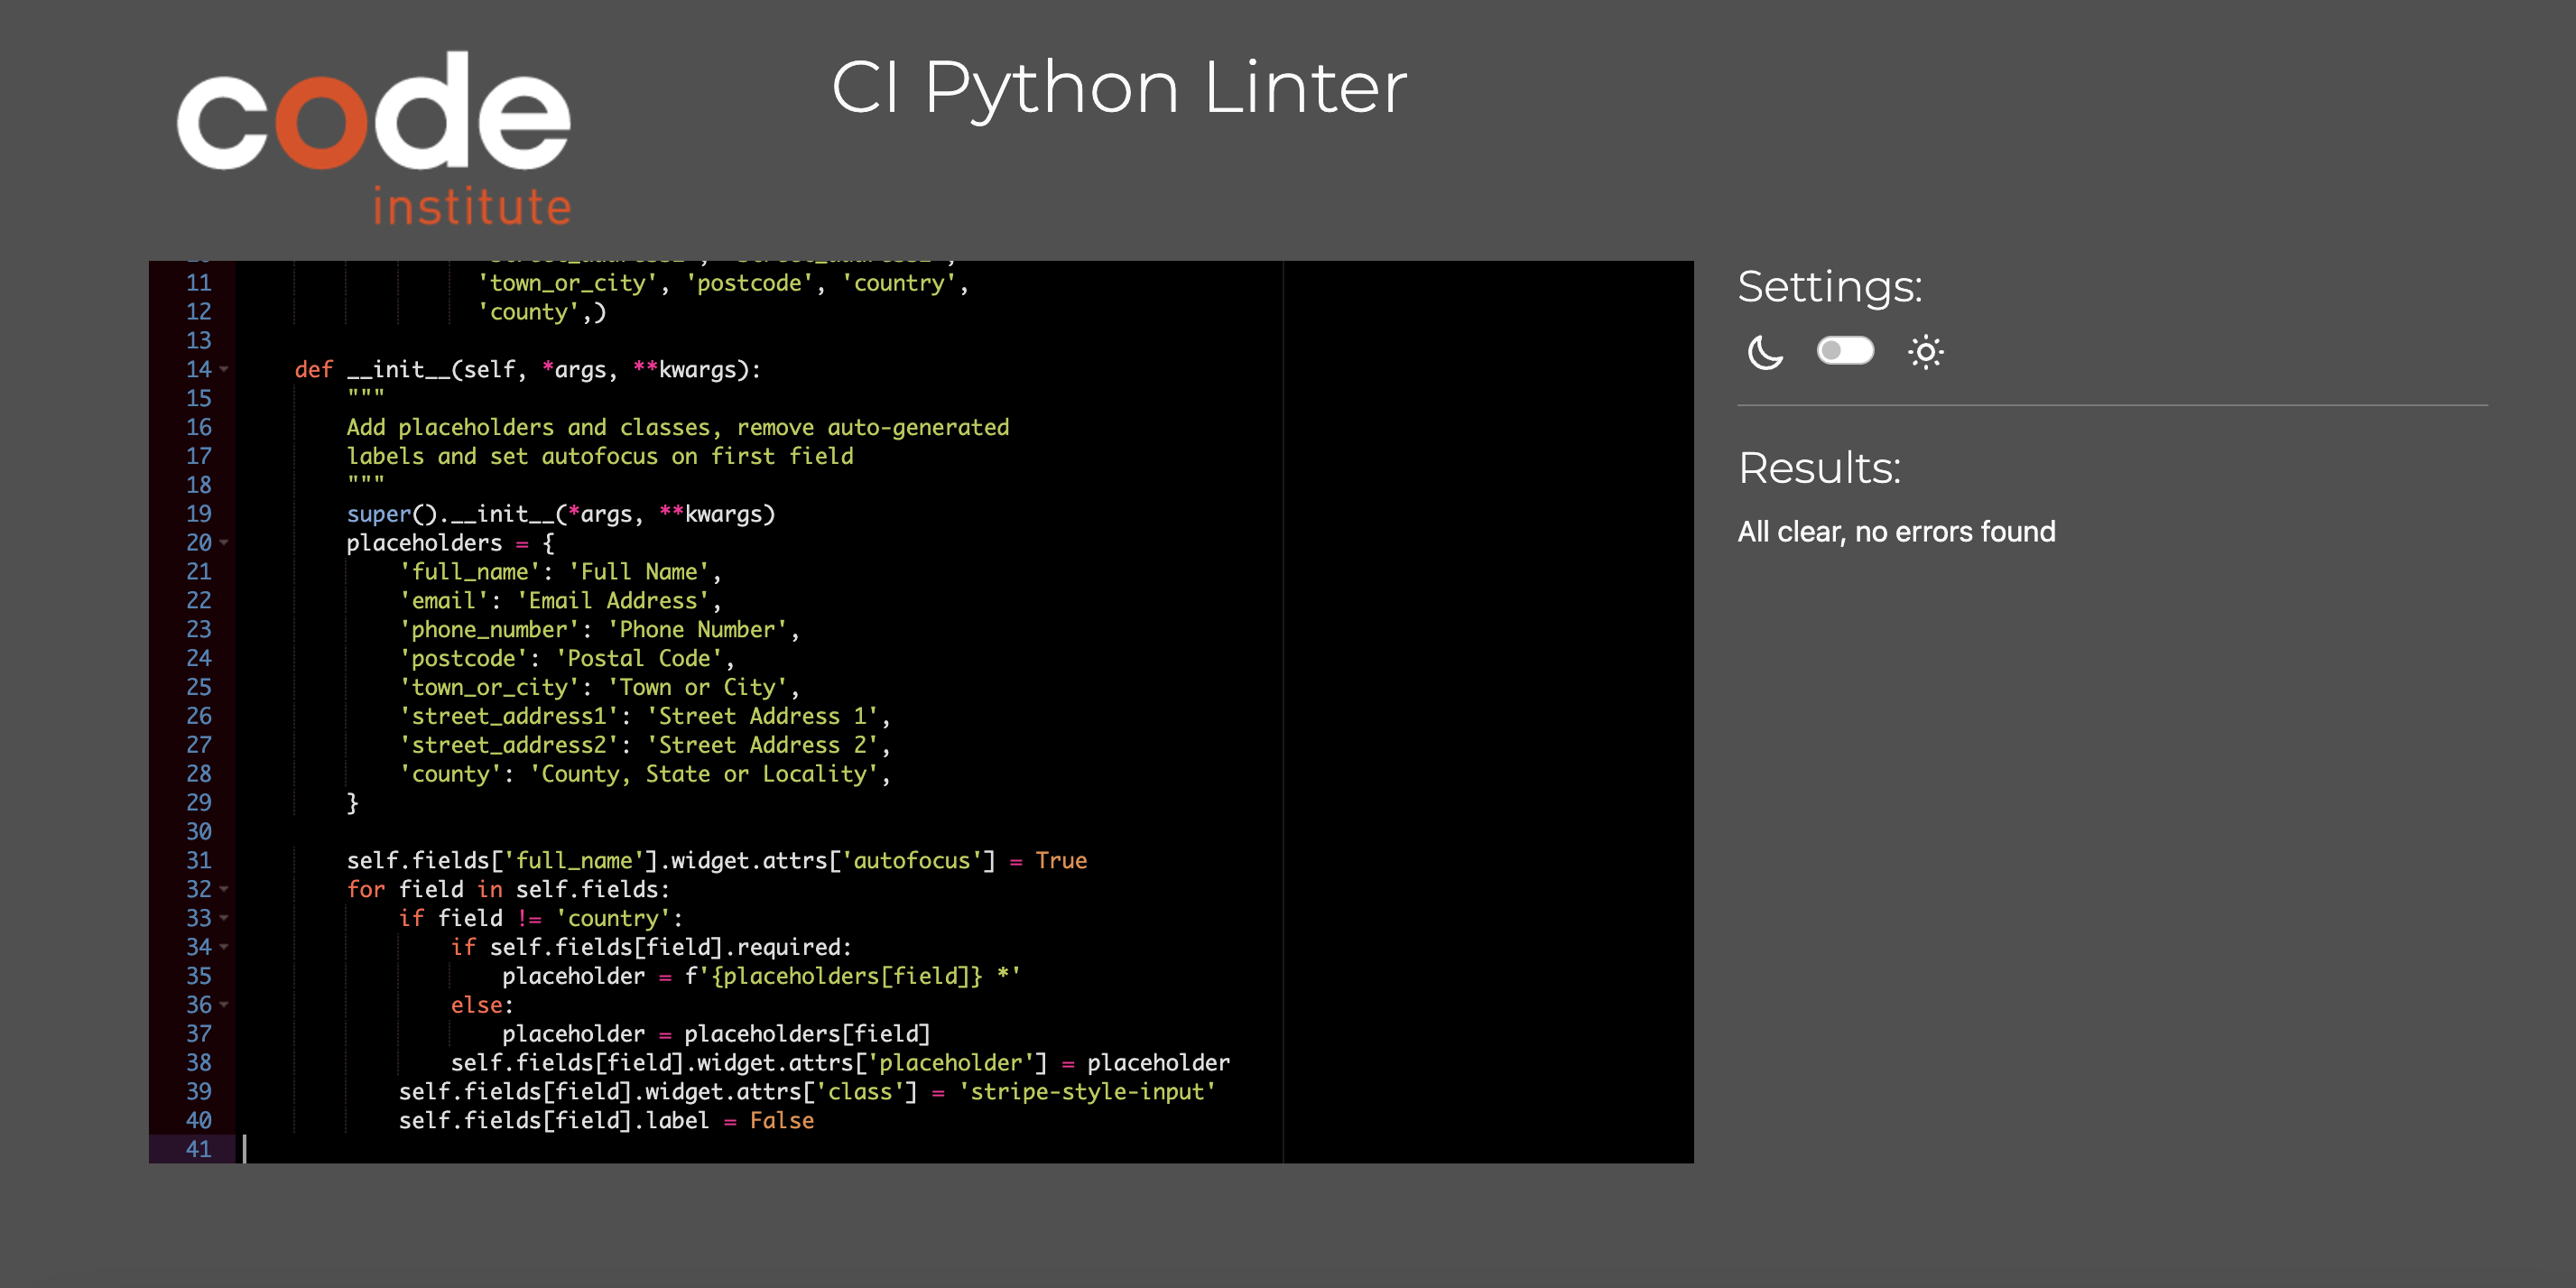 code
institute
CI Python Linter
11 'town_or_city', 'postcode', 'country',
12 'county',)
13
14 def __init__(self, *args, **kwargs):
15 """
16 Add placeholders and classes, remove auto-generated
17 labels and set autofocus on first field
18 """
19 super().__init__(*args, **kwargs)
20 placeholders = {
21 'full_name': 'Full Name',
22 'email': 'Email Address',
23 'phone_number': 'Phone Number',
24 'postcode': 'Postal Code',
25 'town_or_city': 'Town or City',
26 'street_address1': 'Street Address 1',
27 'street_address2': 'Street Address 2',
28 'county': 'County, State or Locality',
29 }
30
31 self.fields['full_name'].widget.attrs['autofocus'] = True
32 for field in self.fields:
33 if field != 'country':
34 if self.fields[field].required:
35 placeholder = f'{placeholders[field]} *'
36 else:
37 placeholder = placeholders[field]
38 self.fields[field].widget.attrs['placeholder'] = placeholder
39 self.fields[field].widget.attrs['class'] = 'stripe-style-input'
40 self.fields[field].label = False
41
Settings:
Results:
All clear, no errors found